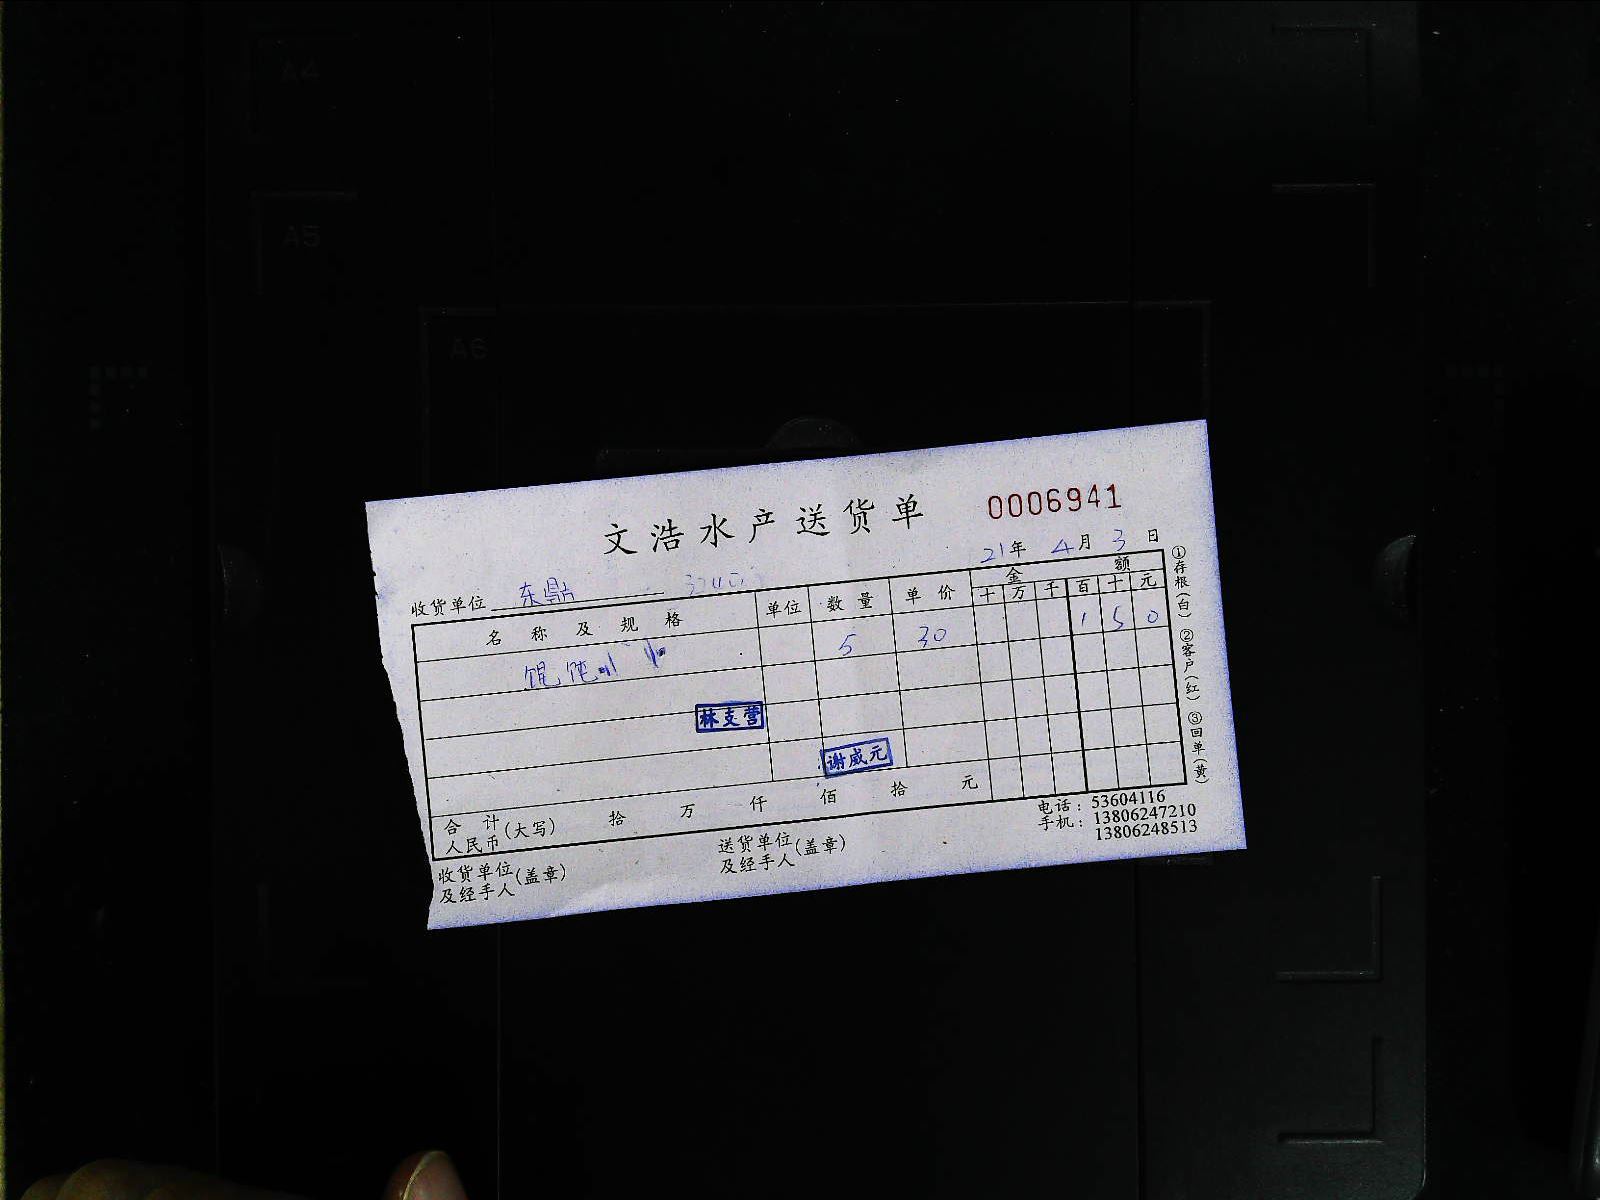 A4
A5
A6
文浩水产送货单 0006941
21年 4月 3日
收货单位 东鼎
名称及规格 单位 数量 单价 金额
十 万 千 百 十 元
馄饨 5 30 1 5 0
林支营
谢威元
合计
人民币 (大写) 拾 万 仟 佰 拾 元
收货单位
及经手人 (盖章)
送货单位
及经手人 (盖章)
电话：53604116
手机：13806247210
13806248513
①存根(白) ②客户(红) ③回单(黄)